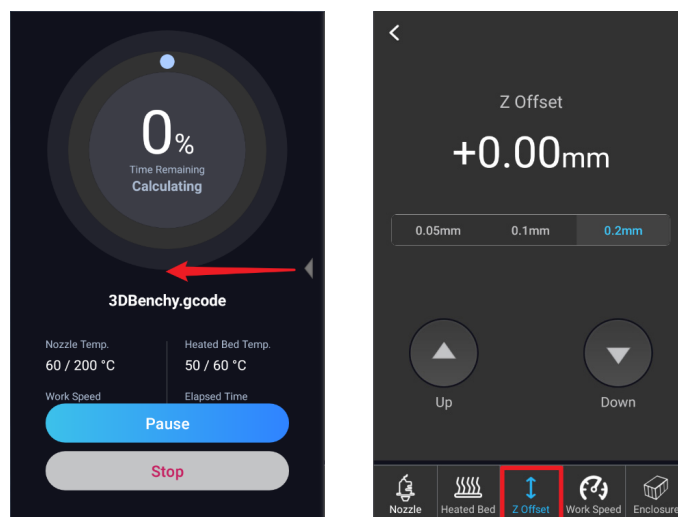 0%
Time Remaining
Calculating
3DBenchy.gcode
Nozzle Temp.
60 / 200 °C
Heated Bed Temp.
50 / 60 °C
Work Speed
Elapsed Time
Pause
Stop
Z Offset
+0.00mm
0.05mm 0.1mm 0.2mm
Up Down
Nozzle Heated Bed Z Offset Work Speed Enclosure